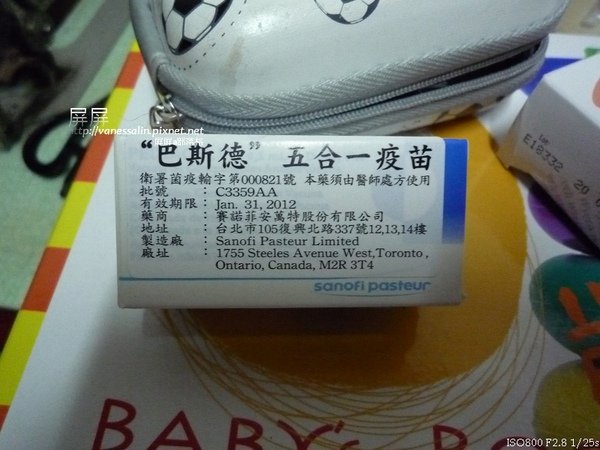 屏屏
http://vanessalin.pixnet.net
“巴斯德” 五合一疫苗
衛署菌疫輸字第000821號 本藥須由醫師處方使用
批號 : C3359AA
有效期限 : Jan. 31, 2012
藥商 : 賽諾菲安萬特股份有限公司
地址 : 台北市105復興北路337號12,13,14樓
製造廠 : Sanofi Pasteur Limited
廠址 : 1755 Steeles Avenue West,Toronto,
Ontario, Canada, M2R 3T4
sanofi pasteur
Lot
E18332
BABY's
ISO800 F2.8 1/25s